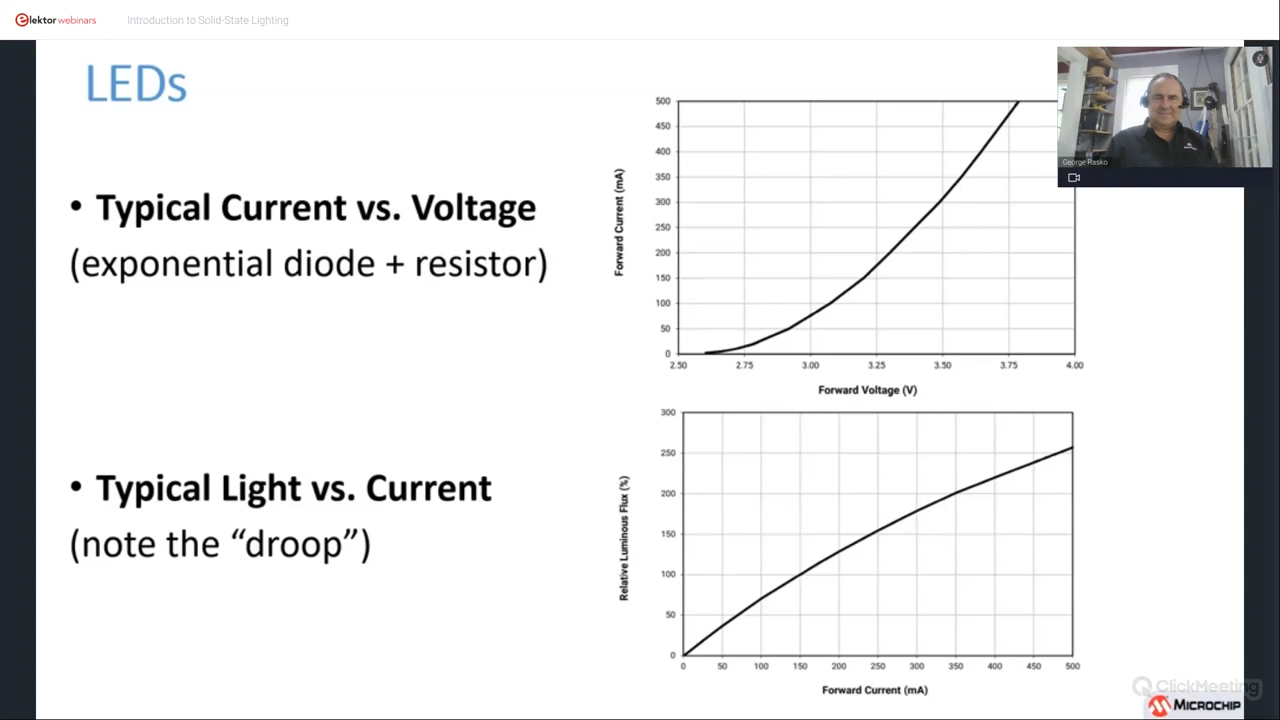 elektor webinars
Introduction to Solid-State Lighting
LEDs
• Typical Current vs. Voltage
(exponential diode + resistor)
• Typical Light vs. Current
(note the “droop”)
Forward Current (mA)
500
450
400
350
300
250
200
150
100
50
0
2.50 2.75 3.00 3.25 3.50 3.75 4.00
Forward Voltage (V)
Relative Luminous Flux (%)
300
250
200
150
100
50
0
0 50 100 150 200 250 300 350 400 450 500
Forward Current (mA)
George Rasko
ClickMeeting
MICROCHIP